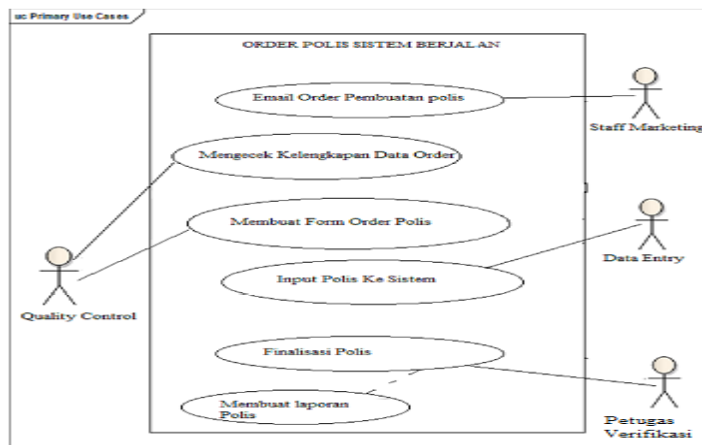 uc Primary Use Cases
ORDER POLIS SISTEM BERJALAN
Email Order Pembuatan polis
Staff Marketing
Mengecek Kelengkapan Data Order
Membuat Form Order Polis
Data Entry
Input Polis Ke Sistem
Quality Control
Finalisasi Polis
Membuat laporan
Polis
Petugas
Verifikasi